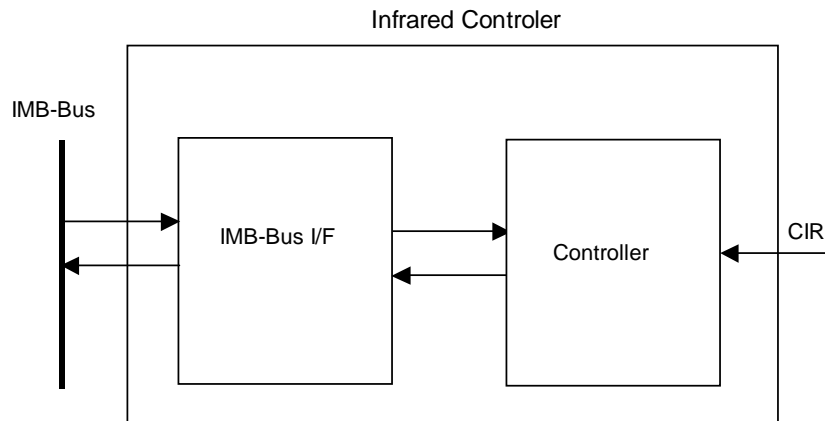 Infrared Controler
IMB-Bus
IMB-Bus I/F
Controller
CIR